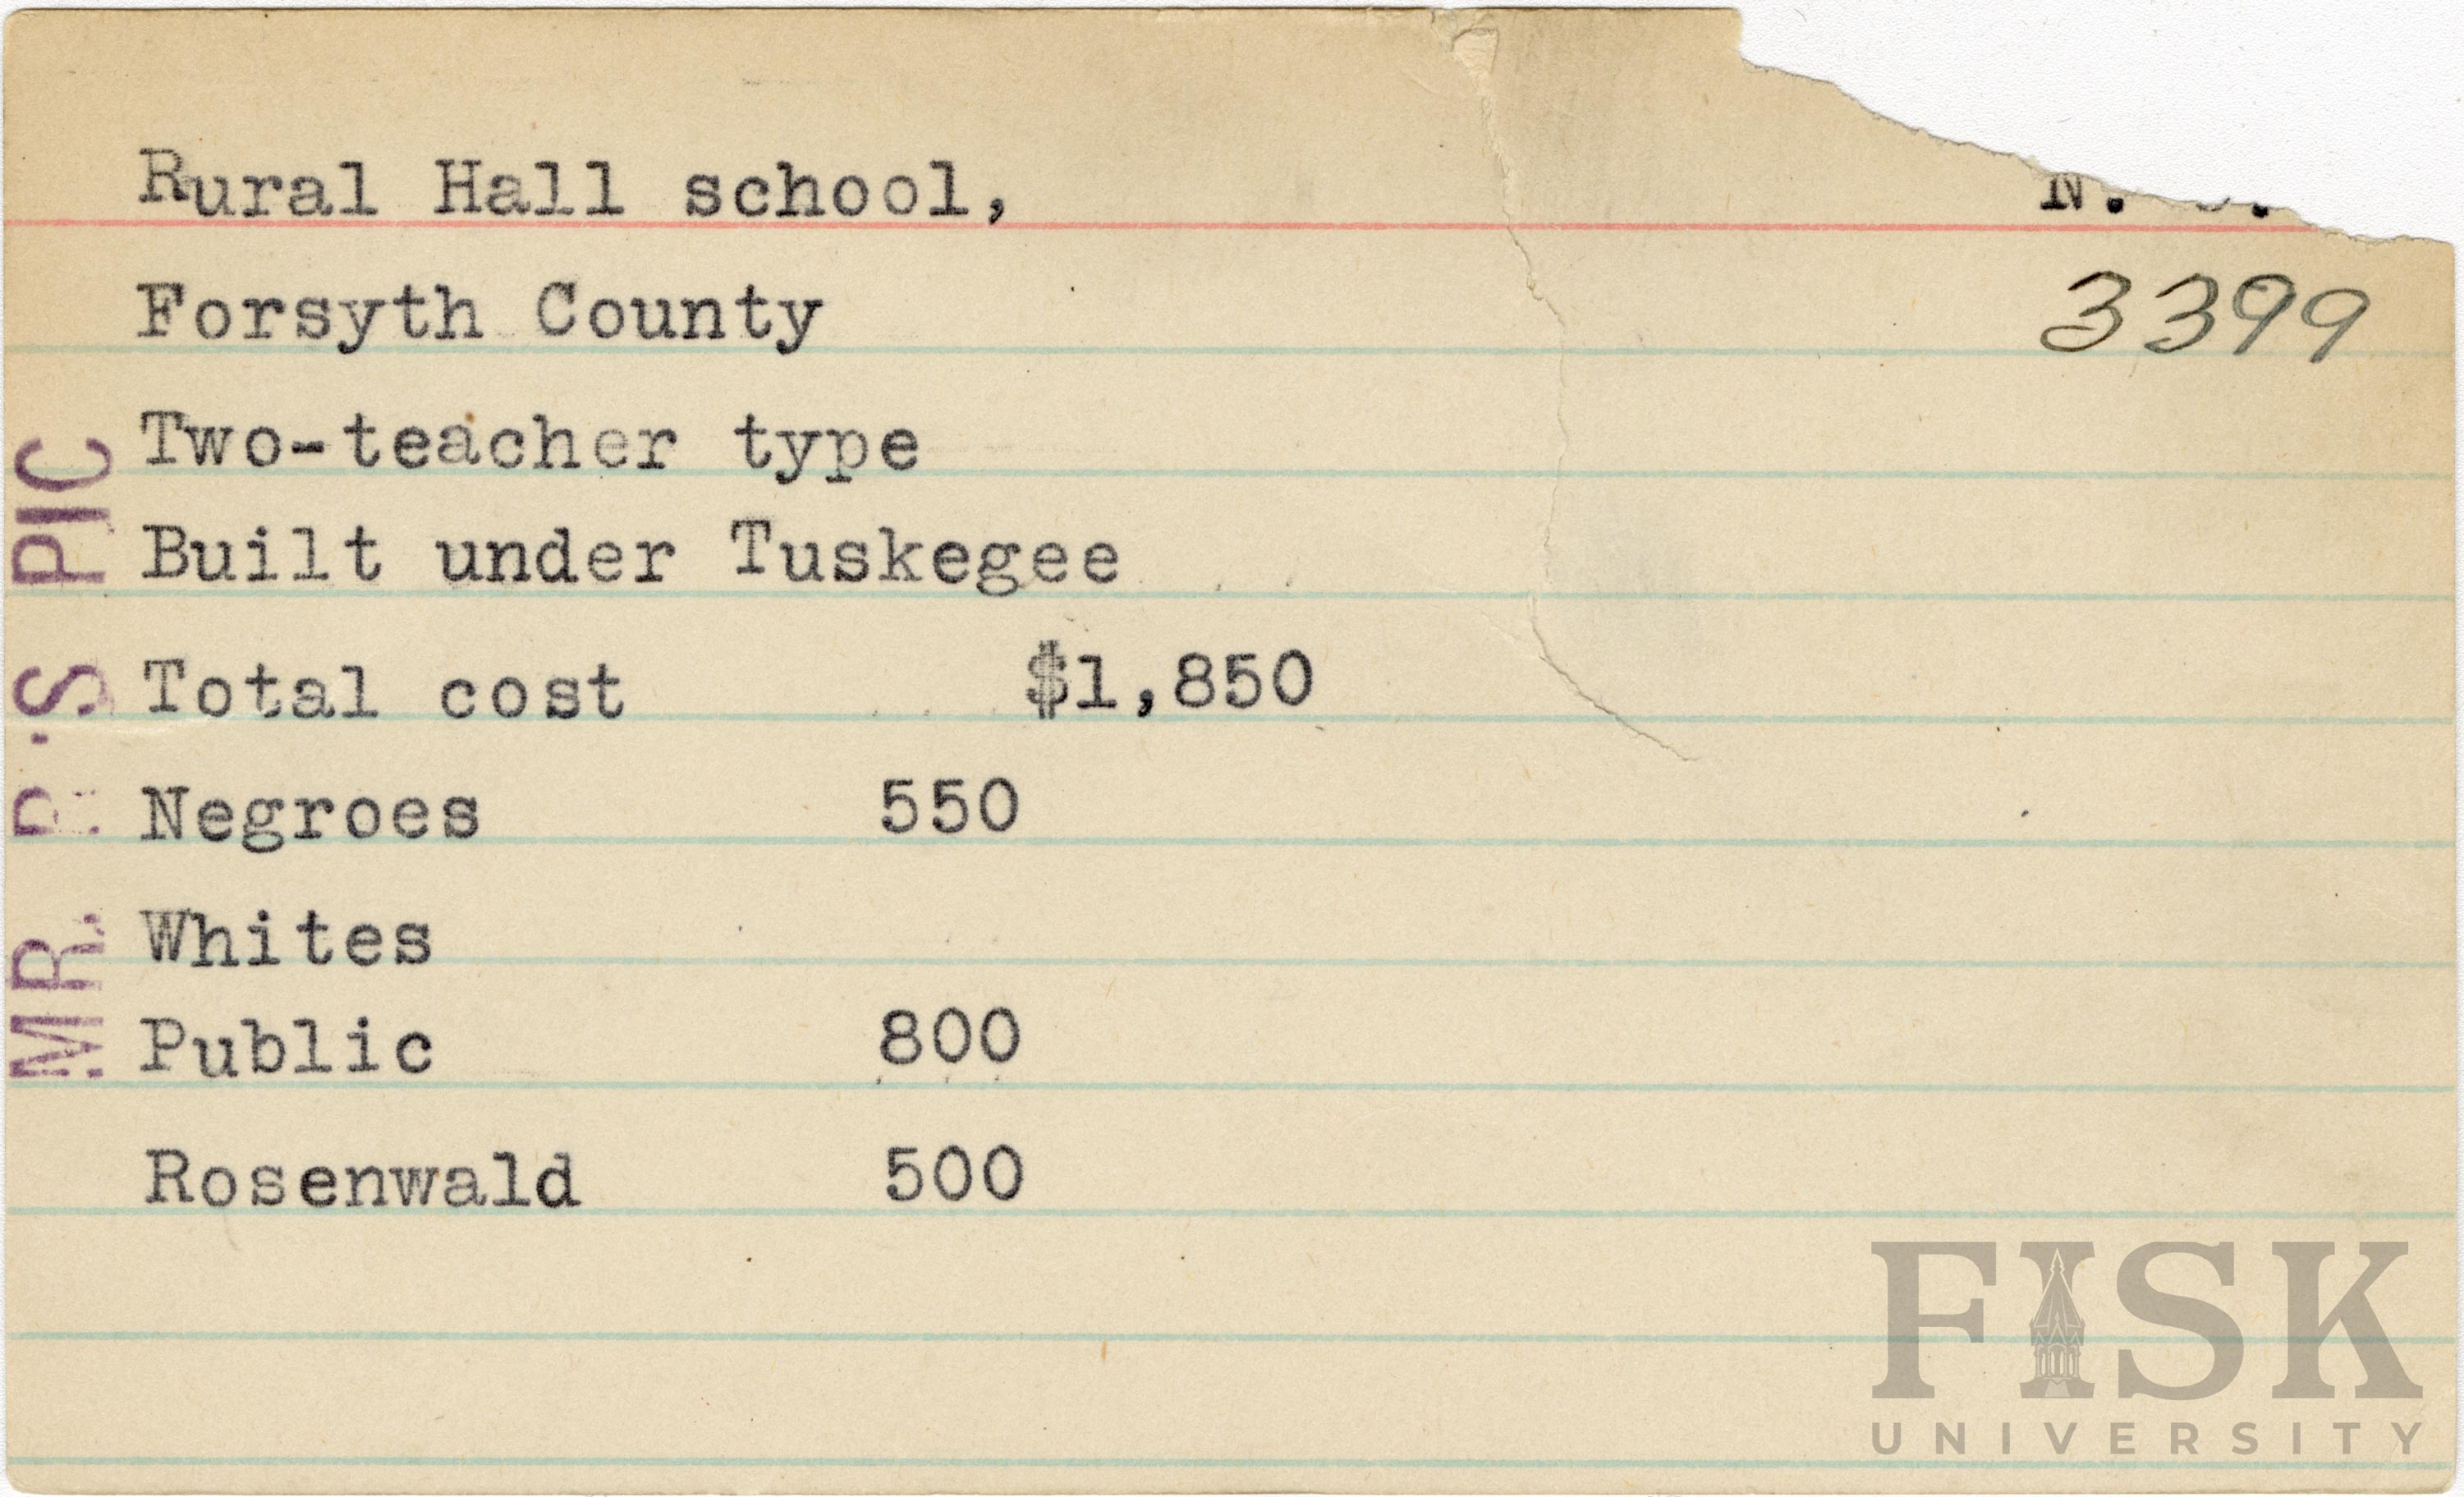 Rural Hall school,
N.
Forsyth County
3399
Two-teacher type
Built under Tuskegee
Total cost $1,850
Negroes 550
Whites
Public 800
Rosenwald 500
MR. R.'S PIC
FISK
UNIVERSITY